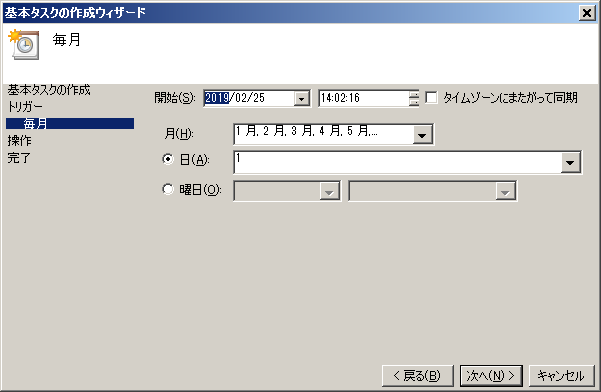 基本タスクの作成ウィザード
毎月
基本タスクの作成
トリガー
毎月
操作
完了
開始(S): 2019/02/25 14:02:16 タイムゾーンにまたがって同期
月(H): 1 月, 2 月, 3 月, 4 月, 5 月,...
日(A): 1
曜日(O):
< 戻る(B) 次へ(N) > キャンセル